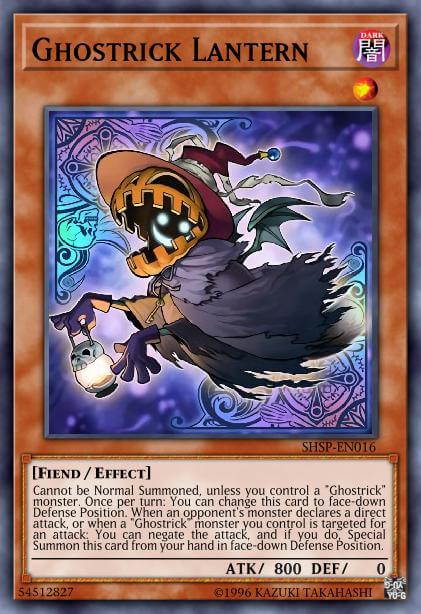 Ghostrick Lantern
DARK
闇
SHSP-EN016
[Fiend / Effect]
Cannot be Normal Summoned, unless you control a "Ghostrick"
monster. Once per turn: You can change this card to face-down
Defense Position. When an opponent's monster declares a direct
attack, or when a "Ghostrick" monster you control is targeted for
an attack: You can negate the attack, and if you do, Special
Summon this card from your hand in face-down Defense Position.
ATK/ 800 DEF/ 0
54512827
©1996 KAZUKI TAKAHASHI